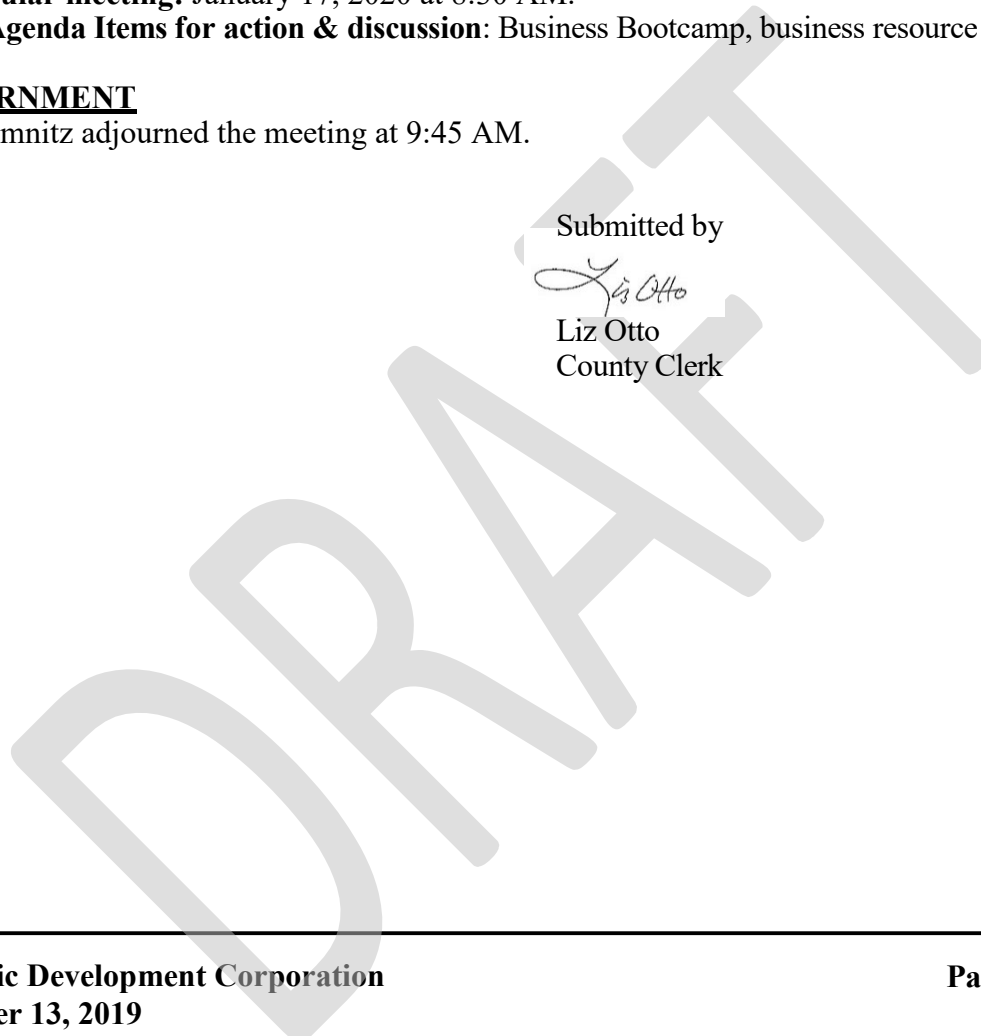 ular meeting: January 17, 2020 at 8:30 AM.
Agenda Items for action & discussion: Business Bootcamp, business resource
RNMENT
mnitz adjourned the meeting at 9:45 AM.
Submitted by
Liz Otto
Liz Otto
County Clerk
DRAFT
ic Development Corporation
Pa
er 13, 2019